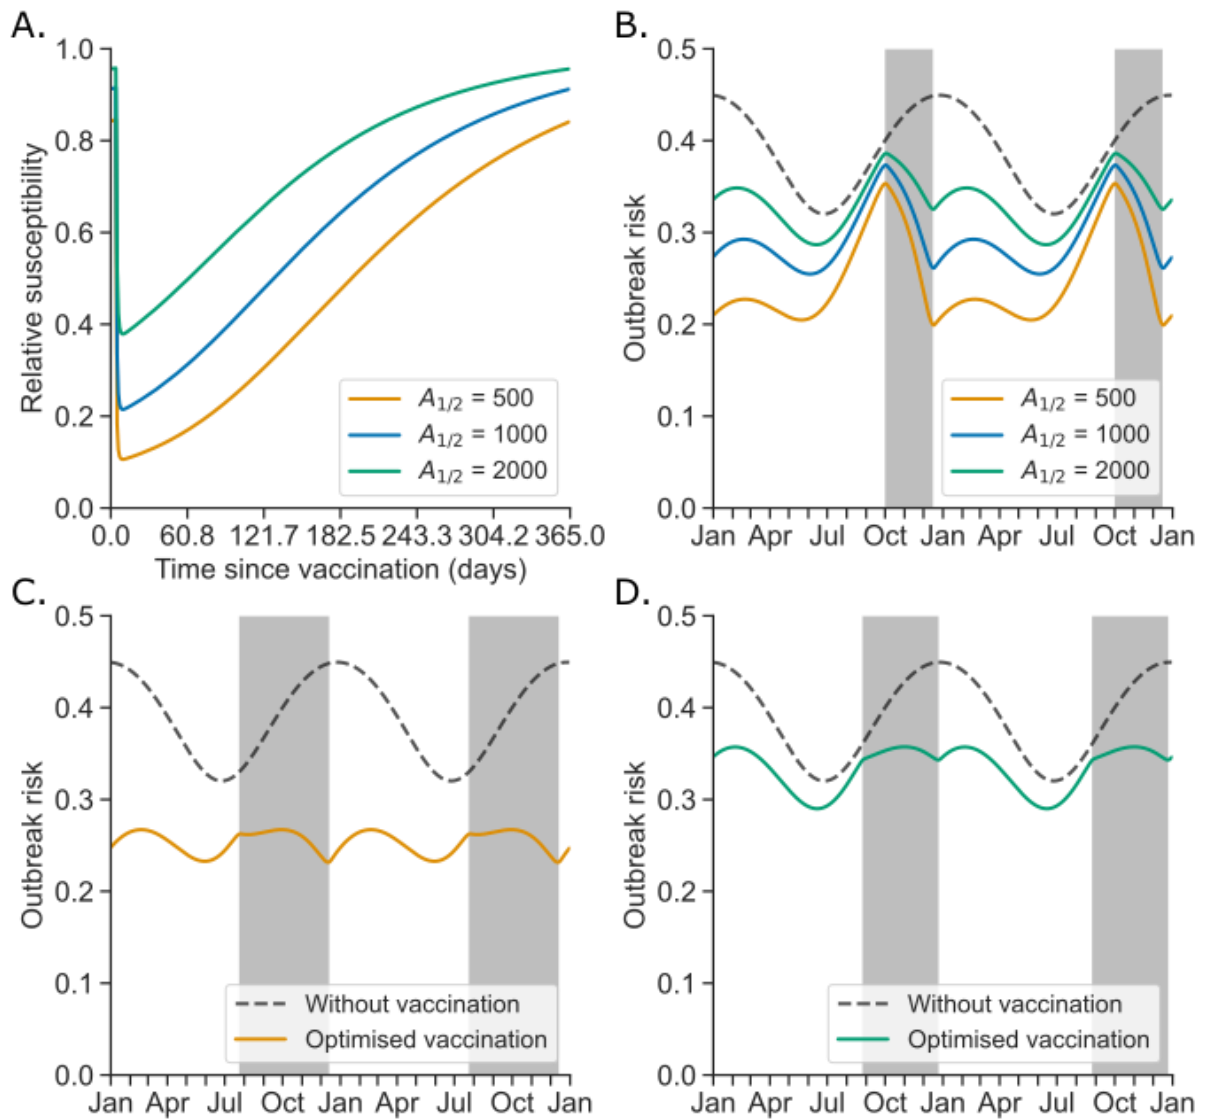 A.
1.0
0.8
0.6
0.4
0.2
0.0
Relative susceptibility
A1/2 = 500
A1/2 = 1000
A1/2 = 2000
0.0 60.8 121.7 182.5 243.3 304.2 365.0
Time since vaccination (days)
B.
0.5
0.4
0.3
0.2
0.1
0.0
Outbreak risk
A1/2 = 500
A1/2 = 1000
A1/2 = 2000
Jan Apr Jul Oct Jan Apr Jul Oct Jan
C.
0.5
0.4
0.3
0.2
0.1
0.0
Outbreak risk
Without vaccination
Optimised vaccination
Jan Apr Jul Oct Jan Apr Jul Oct Jan
D.
0.5
0.4
0.3
0.2
0.1
0.0
Outbreak risk
Without vaccination
Optimised vaccination
Jan Apr Jul Oct Jan Apr Jul Oct Jan